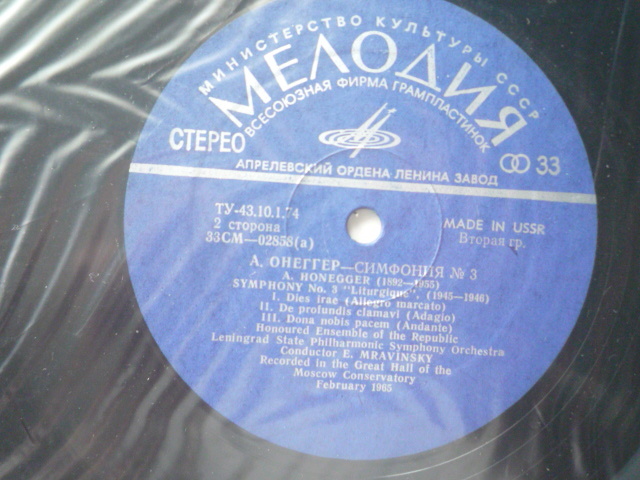 МИНИСТЕРСТВО КУЛЬТУРЫ СССР
МЕЛОДИЯ
ВСЕСОЮЗНАЯ ФИРМА ГРАМПЛАСТИНОК
СТЕРЕО
33
АПРЕЛЕВСКИЙ ОРДЕНА ЛЕНИНА ЗАВОД
ТУ-43.10.1.74
MADE IN USSR
2 сторона
Вторая гр.
33СМ—02858(а)
А. ОНЕГГЕР—СИМФОНИЯ № 3
A. HONEGGER (1892—1955)
SYMPHONY No. 3 "Liturgique", (1945—1946)
I. Dies irae (Allegro marcato)
II. De profundis clamavi (Adagio)
III. Dona nobis pacem (Andante)
Honoured Ensemble of the Republic
Leningrad State Philharmonic Symphony Orchestra
Conductor E. MRAVINSKY
Recorded in the Great Hall of the
Moscow Conservatory
February 1965